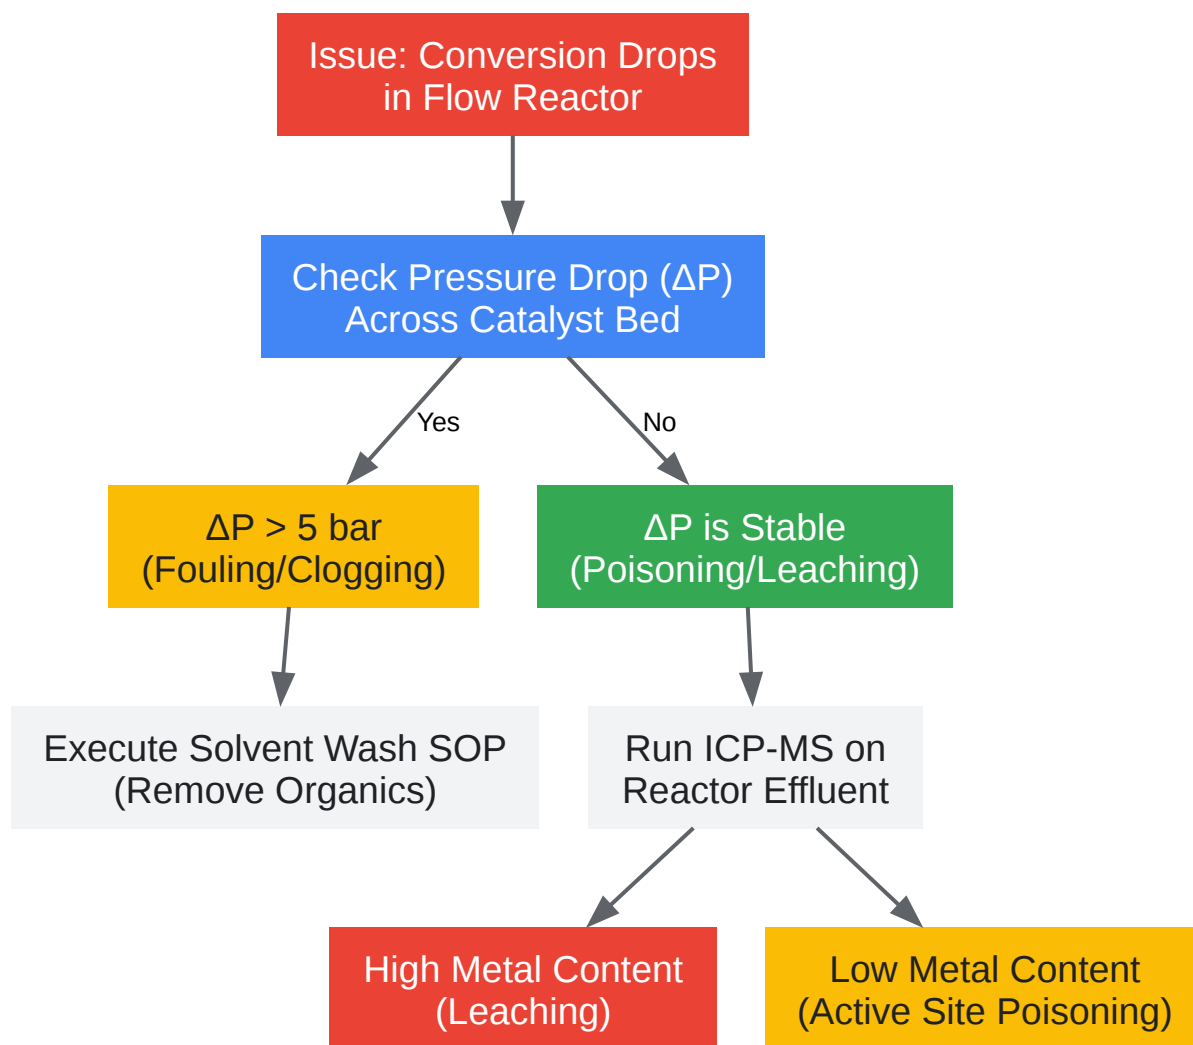 Issue: Conversion Drops
in Flow Reactor
Check Pressure Drop (ΔP)
Across Catalyst Bed
Yes
No
ΔP > 5 bar
(Fouling/Clogging)
ΔP is Stable
(Poisoning/Leaching)
Execute Solvent Wash SOP
(Remove Organics)
Run ICP-MS on
Reactor Effluent
High Metal Content
(Leaching)
Low Metal Content
(Active Site Poisoning)